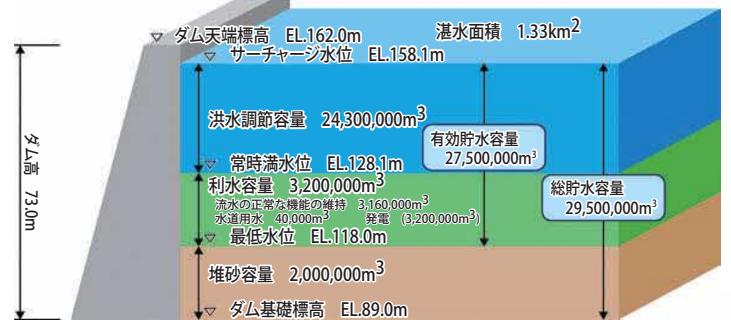 ▽ ダム天端標高 EL.162.0m
湛水面積 1.33km²
▽ サーチャージ水位 EL.158.1m
洪水調節容量 24,300,000m³
有効貯水容量
27,500,000m³
▽ 常時満水位 EL.128.1m
利水容量 3,200,000m³
流水の正常な機能の維持 3,160,000m³
水道用水 40,000m³ 発電 (3,200,000m³)
総貯水容量
29,500,000m³
▽ 最低水位 EL.118.0m
堆砂容量 2,000,000m³
▽ ダム基礎標高 EL.89.0m
ダム高 73.0m